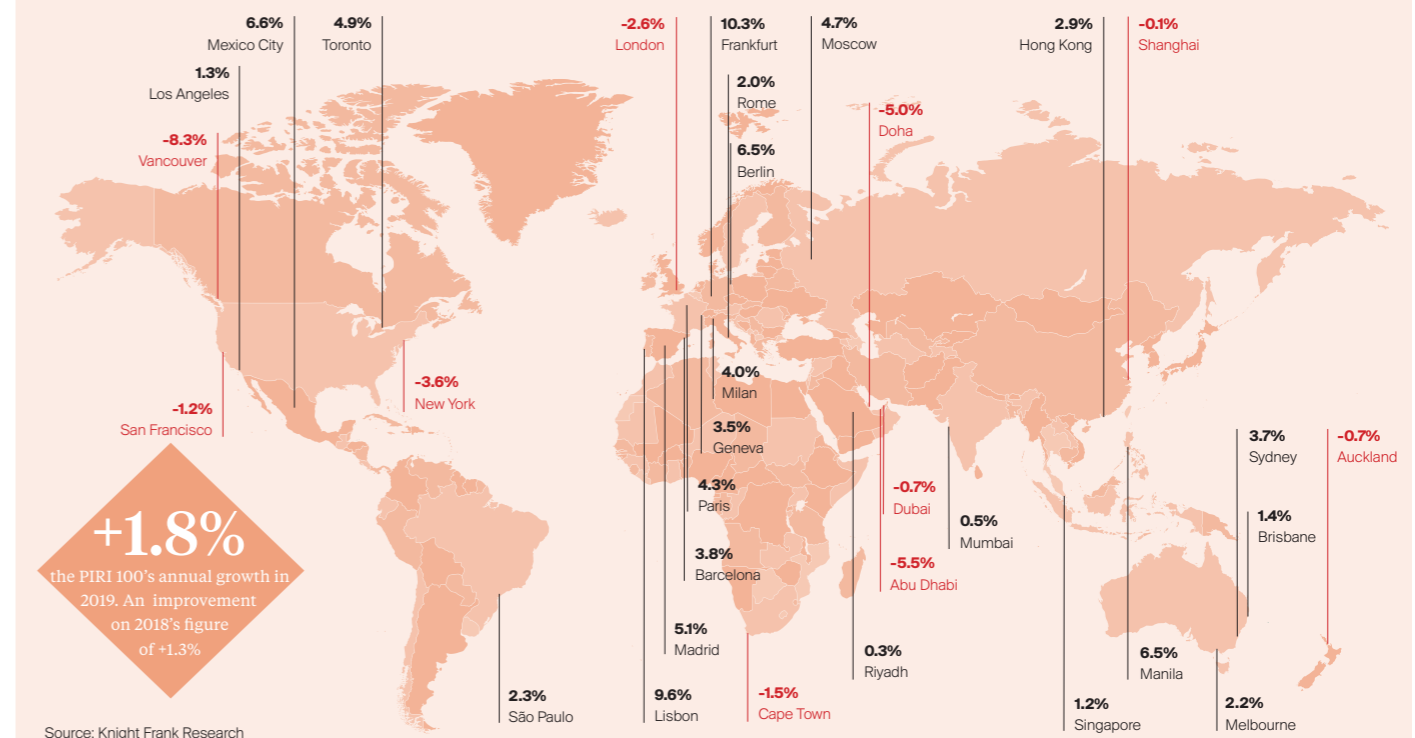 6.6%
Mexico City
4.9%
Toronto
-2.6%
London
10.3%
Frankfurt
4.7%
Moscow
2.9%
Hong Kong
-0.1%
Shanghai
1.3%
Los Angeles
2.0%
Rome
-5.0%
Doha
-8.3%
Vancouver
6.5%
Berlin
-3.6%
New York
-1.2%
San Francisco
4.0%
Milan
3.5%
Geneva
4.3%
Paris
3.8%
Barcelona
5.1%
Madrid
9.6%
Lisbon
-1.5%
Cape Town
2.3%
São Paulo
-0.7%
Dubai
-5.5%
Abu Dhabi
0.3%
Riyadh
0.5%
Mumbai
3.7%
Sydney
-0.7%
Auckland
1.4%
Brisbane
6.5%
Manila
1.2%
Singapore
2.2%
Melbourne
+1.8%
the PIRI 100's annual growth in
2019. An improvement
on 2018's figure
of +1.3%
Source: Knight Frank Research